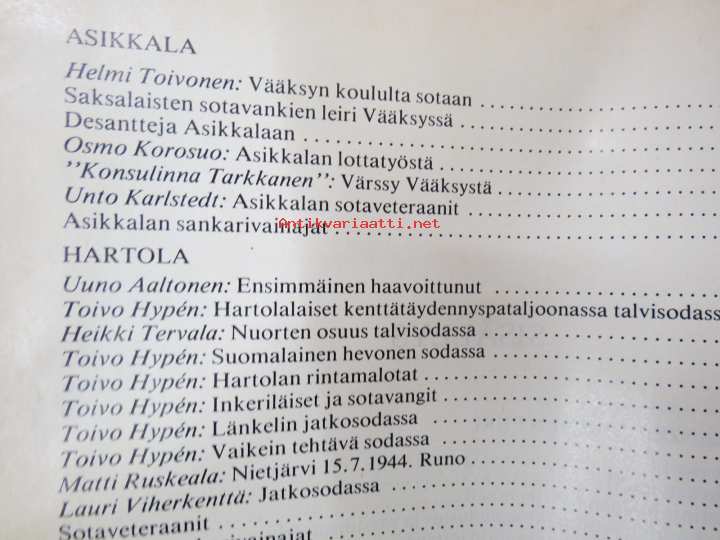 ASIKKALA
Helmi Toivonen: Vääksyn koululta sotaan
Saksalaisten sotavankien leiri Vääksyssä
Desantteja Asikkalaan
Osmo Korosuo: Asikkalan lottatyöstä
"Konsulinna Tarkkanen": Värssy Vääksystä
Unto Karlstedt: Asikkalan sotaveteraanit
Antikvariaatti.net
Asikkalan sankarivainajat
HARTOLA
Uuno Aaltonen: Ensimmäinen haavoittunut
Toivo Hypén: Hartolalaiset kenttätäydennyspataljoonassa talvisodass
Heikki Tervala: Nuorten osuus talvisodassa
Toivo Hypén: Suomalainen hevonen sodassa
Toivo Hypén: Hartolan rintamalotat
Toivo Hypén: Inkeriläiset ja sotavangit
Toivo Hypén: Länkelin jatkosodassa
Toivo Hypén: Vaikein tehtävä sodassa
Matti Ruskeala: Nietjärvi 15.7.1944. Runo
Lauri Viherkenttä: Jatkosodassa
Sotaveteraanit